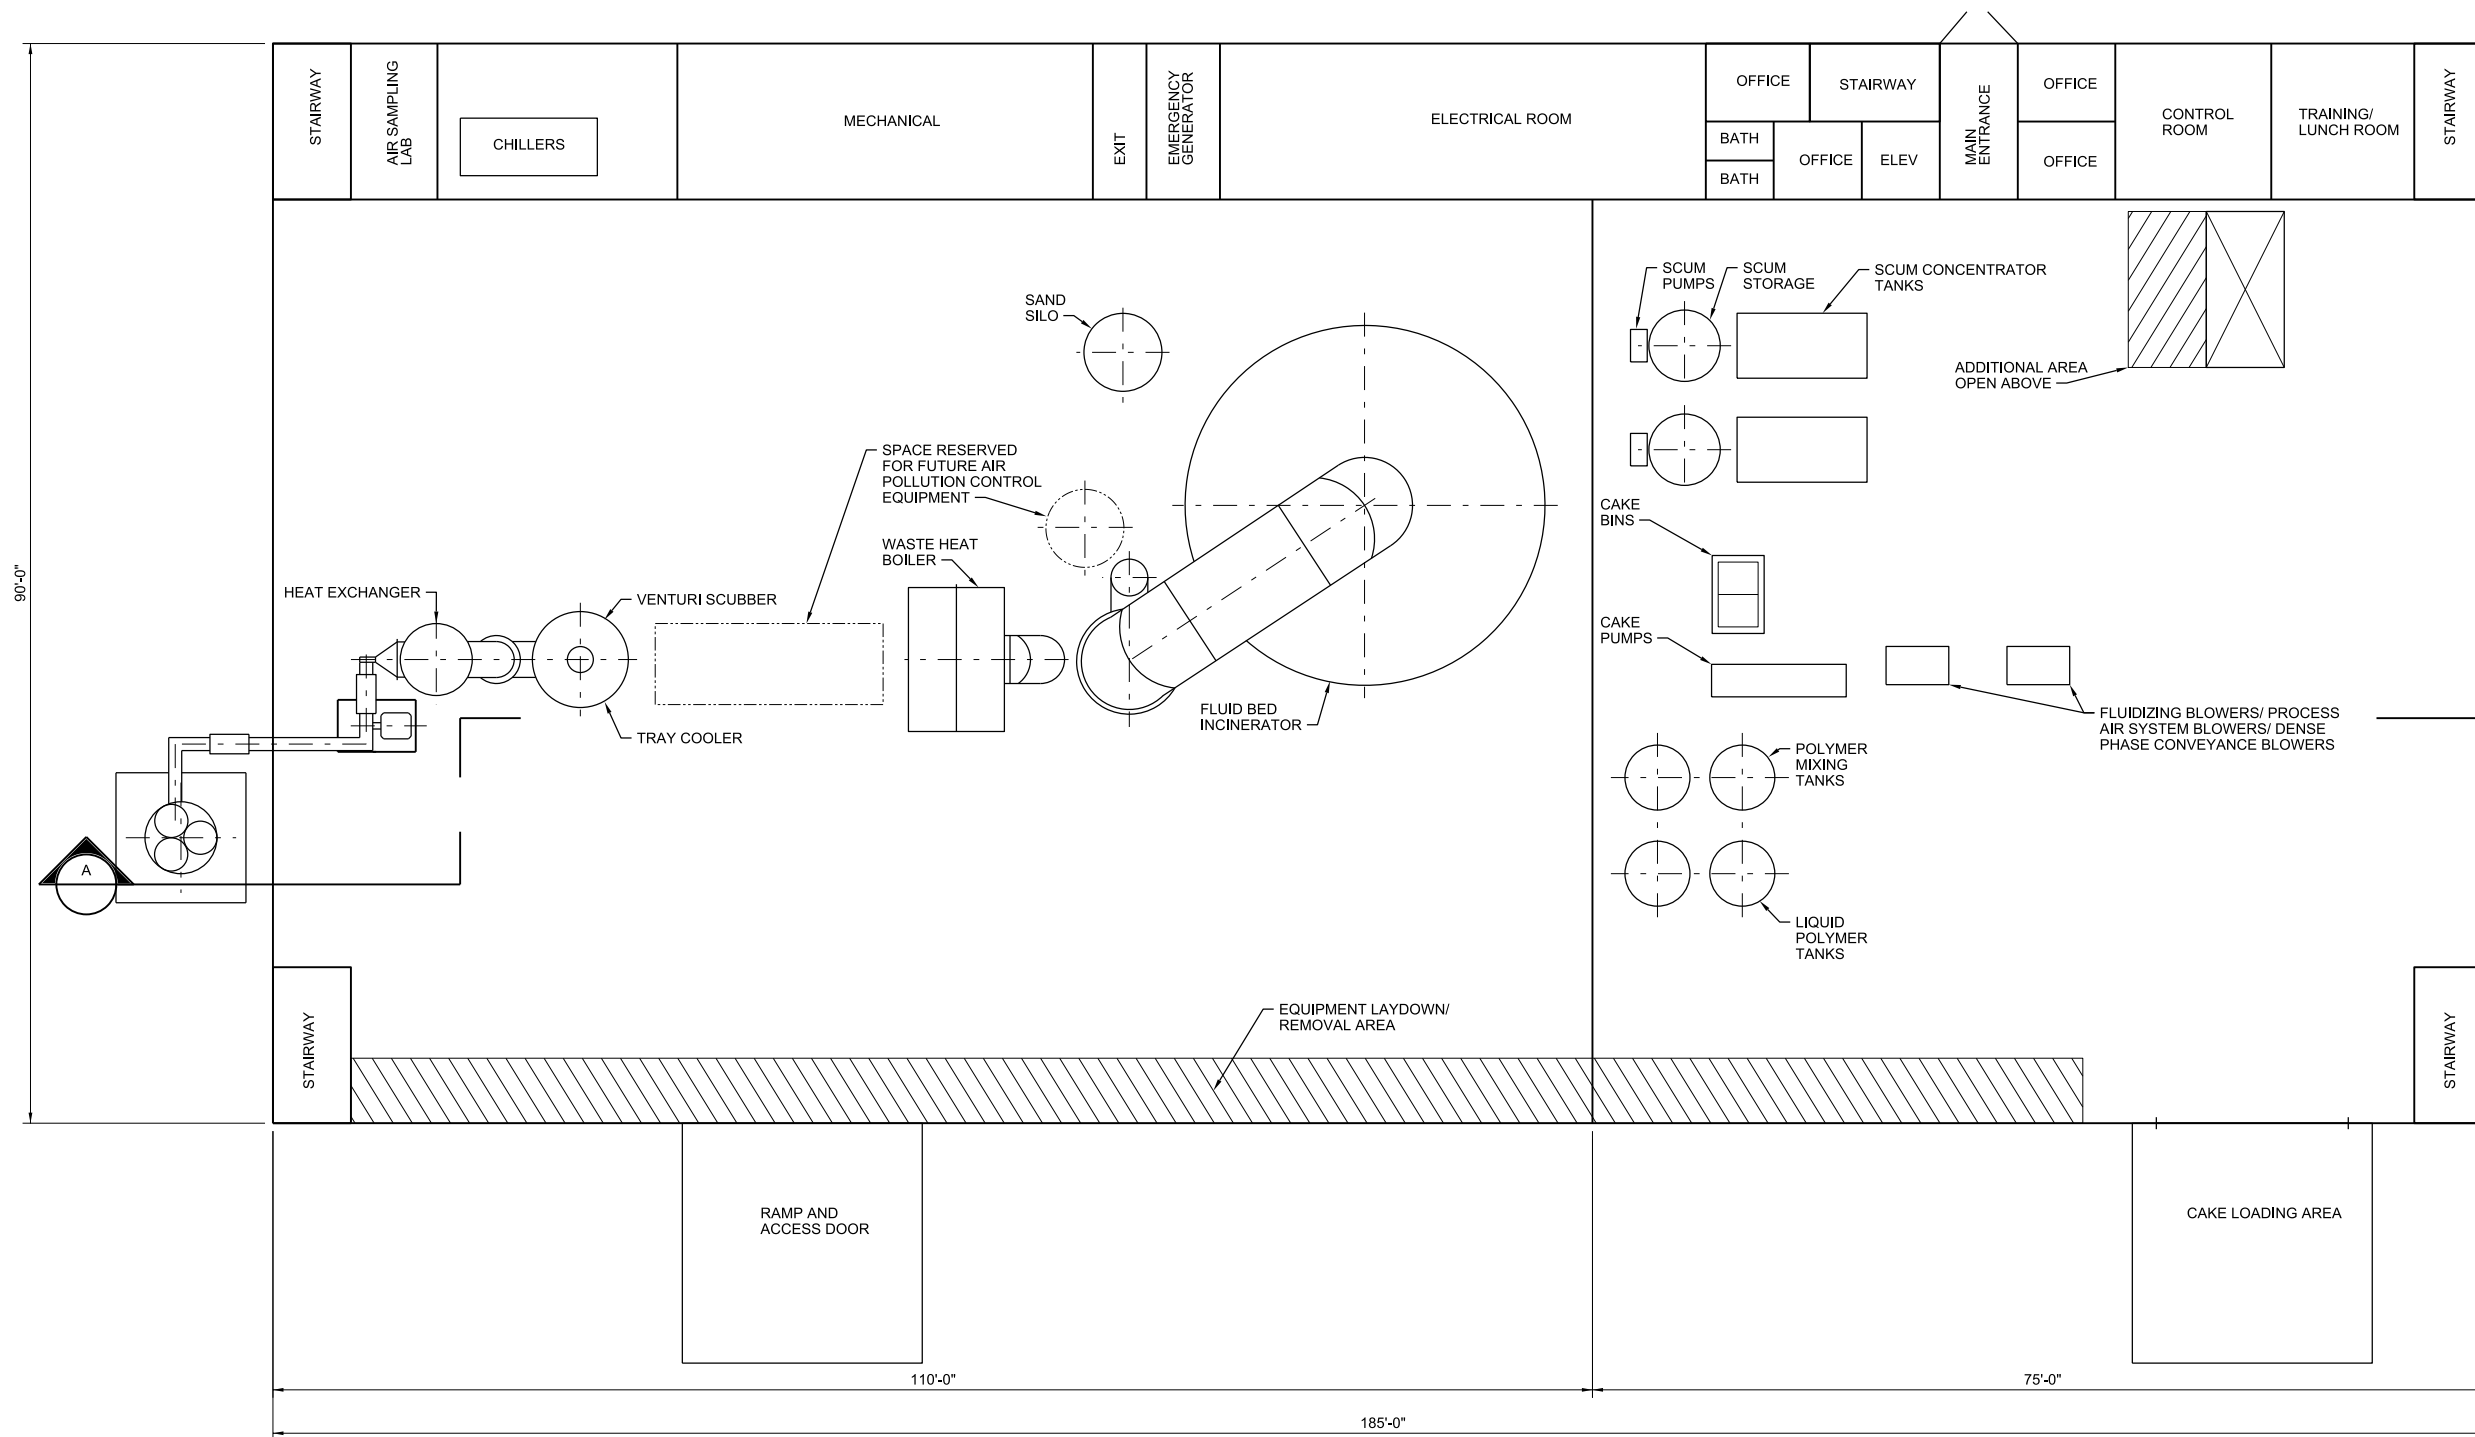 STAIRWAY
AIR SAMPLING
LAB
CHILLERS
MECHANICAL
EXIT
EMERGENCY
GENERATOR
ELECTRICAL ROOM
OFFICE
STAIRWAY
BATH
BATH
OFFICE
ELEV
MAIN
ENTRANCE
OFFICE
OFFICE
CONTROL
ROOM
TRAINING/
LUNCH ROOM
STAIRWAY
SAND
SILO
SCUM
PUMPS
SCUM
STORAGE
SCUM CONCENTRATOR
TANKS
ADDITIONAL AREA
OPEN ABOVE
SPACE RESERVED
FOR FUTURE AIR
POLLUTION CONTROL
EQUIPMENT
CAKE
BINS
WASTE HEAT
BOILER
90'-0"
HEAT EXCHANGER
VENTURI SCUBBER
CAKE
PUMPS
TRAY COOLER
FLUID BED
INCINERATOR
FLUIDIZING BLOWERS/ PROCESS
AIR SYSTEM BLOWERS/ DENSE
PHASE CONVEYANCE BLOWERS
POLYMER
MIXING
TANKS
A
LIQUID
POLYMER
TANKS
STAIRWAY
EQUIPMENT LAYDOWN/
REMOVAL AREA
STAIRWAY
RAMP AND
ACCESS DOOR
CAKE LOADING AREA
110'-0"
75'-0"
185'-0"